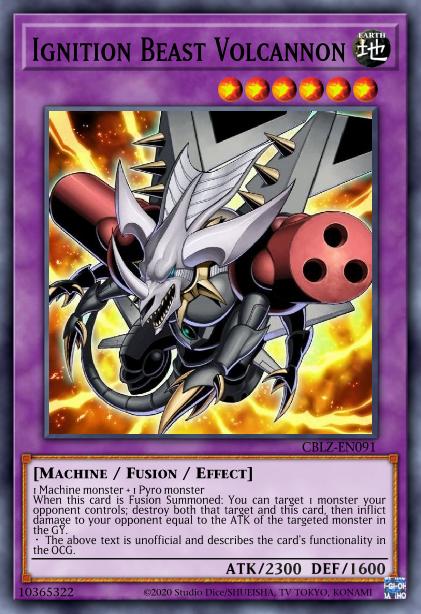 IGNITION BEAST VOLCANNON
EARTH
地
CBLZ-EN091
[MACHINE / FUSION / EFFECT]
1 Machine monster + 1 Pyro monster
When this card is Fusion Summoned: You can target 1 monster your
opponent controls; destroy both that target and this card, then inflict
damage to your opponent equal to the ATK of the targeted monster in
the GY.
· The above text is unofficial and describes the card's functionality in
the OCG.
ATK/2300 DEF/1600
10365322
©2020 Studio Dice/SHUEISHA, TV TOKYO, KONAMI